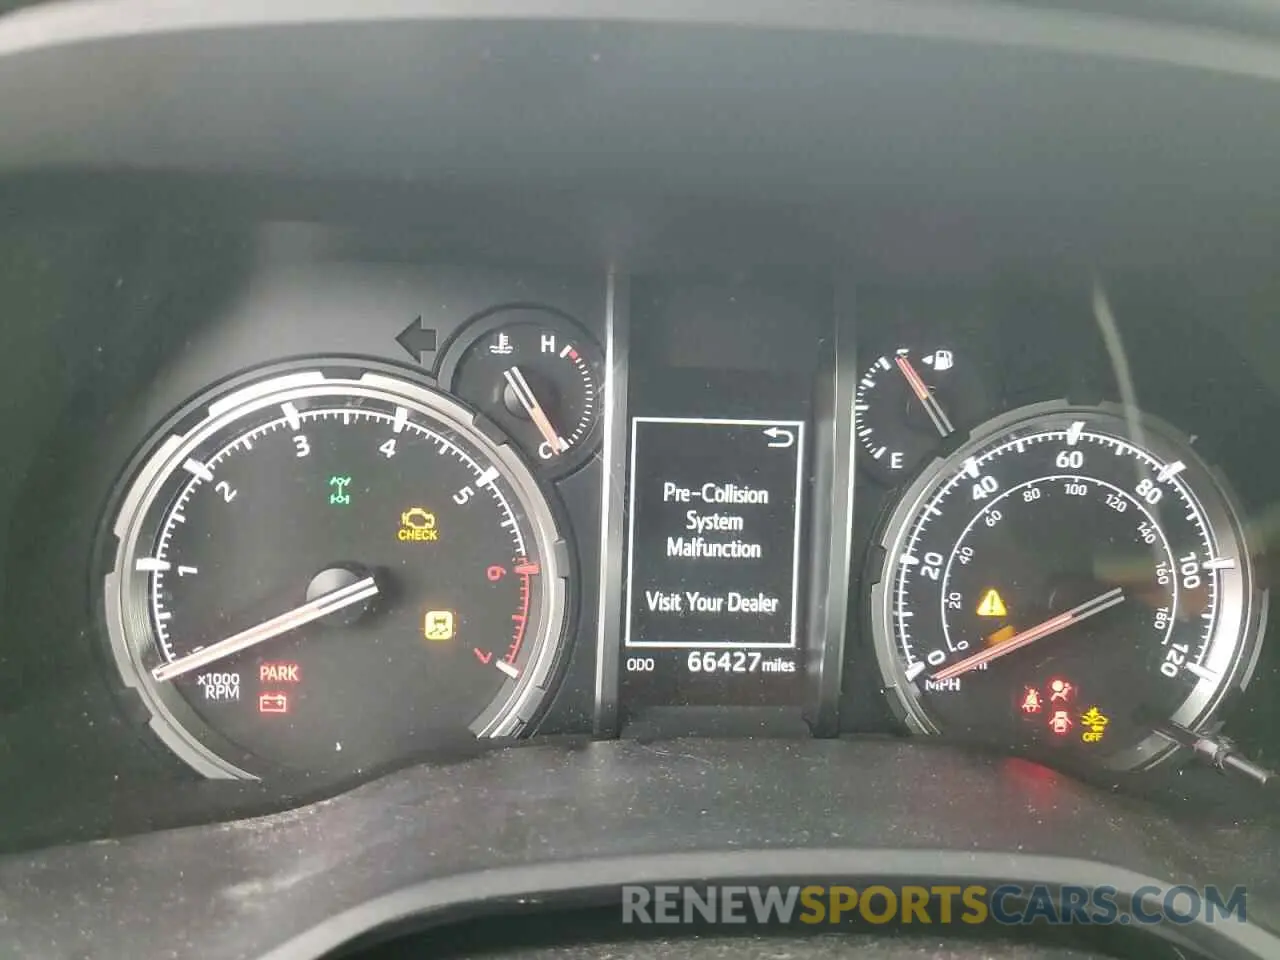 H
C
E
1
2
3
4
5
6
7
x1000
RPM
CHECK
PARK
Pre-Collision
System
Malfunction
Visit Your Dealer
ODO 66427 miles
0
20
40
60
80
100
120
0
20
40
60
80
100
120
140
160
180
MPH
OFF
RENEWSPORTSCARS.COM